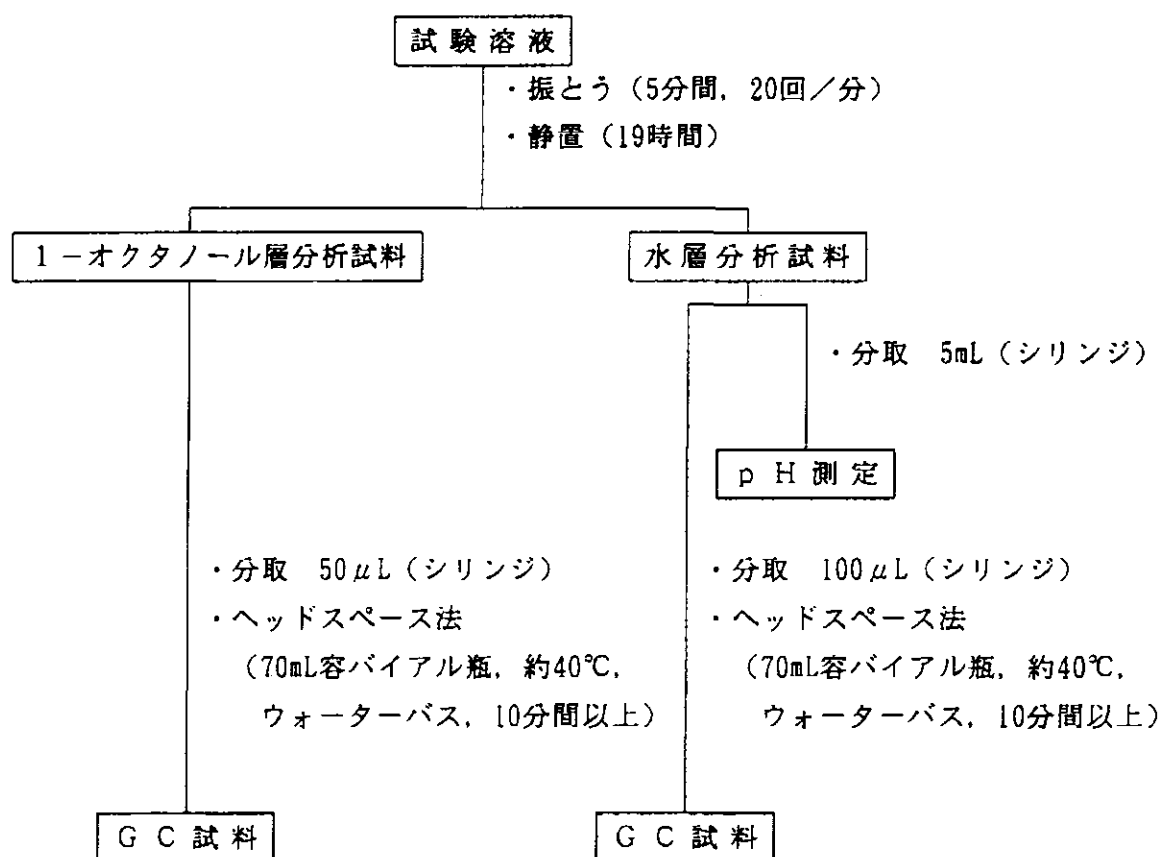 試験溶液
・振とう（5分間，20回／分）
・静置（19時間）
1－オクタノール層分析試料
水層分析試料
・分取　5mL（シリンジ）
pH測定
・分取　50μL（シリンジ）
・ヘッドスペース法
（70mL容バイアル瓶，約40℃，
ウォーターバス，10分間以上）
・分取　100μL（シリンジ）
・ヘッドスペース法
（70mL容バイアル瓶，約40℃，
ウォーターバス，10分間以上）
GC試料
GC試料